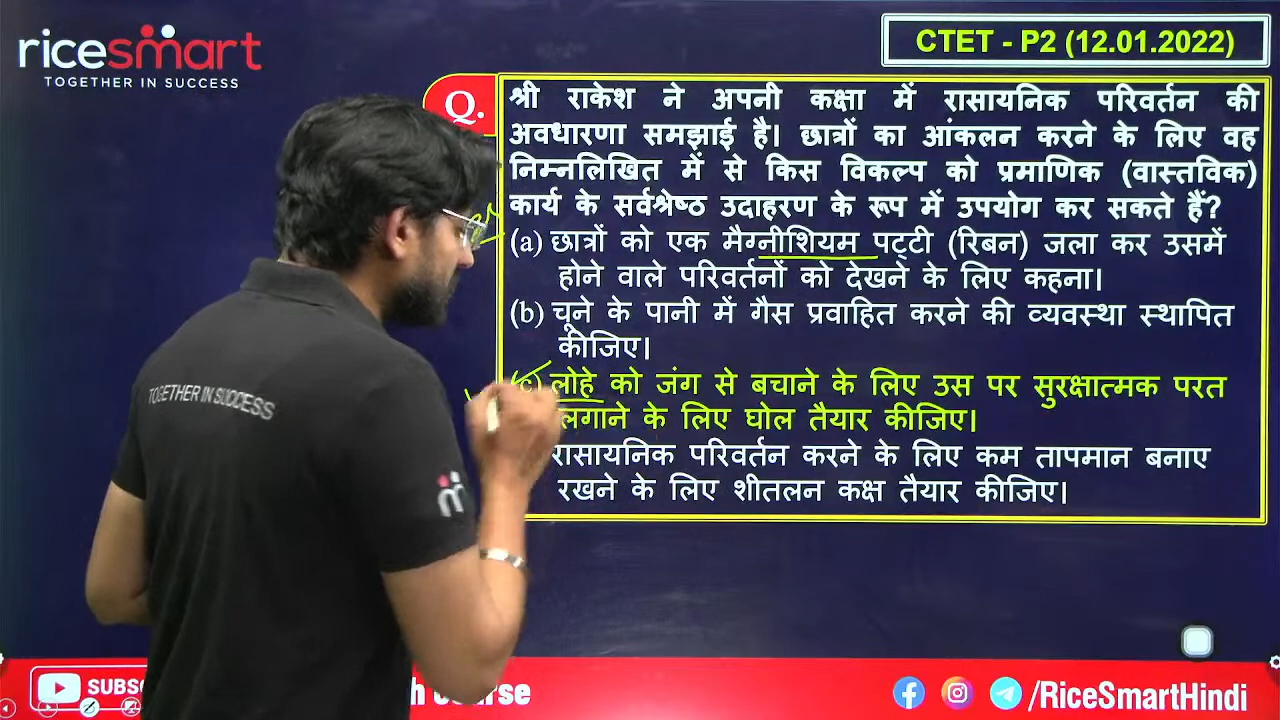 ricesmart
TOGETHER IN SUCCESS
CTET - P2 (12.01.2022)
Q.
श्री राकेश ने अपनी कक्षा में रासायनिक परिवर्तन की
अवधारणा समझाई है। छात्रों का आंकलन करने के लिए वह
निम्नलिखित में से किस विकल्प को प्रमाणिक (वास्तविक)
कार्य के सर्वश्रेष्ठ उदाहरण के रूप में उपयोग कर सकते हैं?
(a) छात्रों को एक मैग्नीशियम पट्टी (रिबन) जला कर उसमें
होने वाले परिवर्तनों को देखने के लिए कहना।
(b) चूने के पानी में गैस प्रवाहित करने की व्यवस्था स्थापित
कीजिए।
(c) लोहे को जंग से बचाने के लिए उस पर सुरक्षात्मक परत
लगाने के लिए घोल तैयार कीजिए।
रासायनिक परिवर्तन करने के लिए कम तापमान बनाए
रखने के लिए शीतलन कक्ष तैयार कीजिए।
TOGETHER IN SUCCESS
/RiceSmartHindi